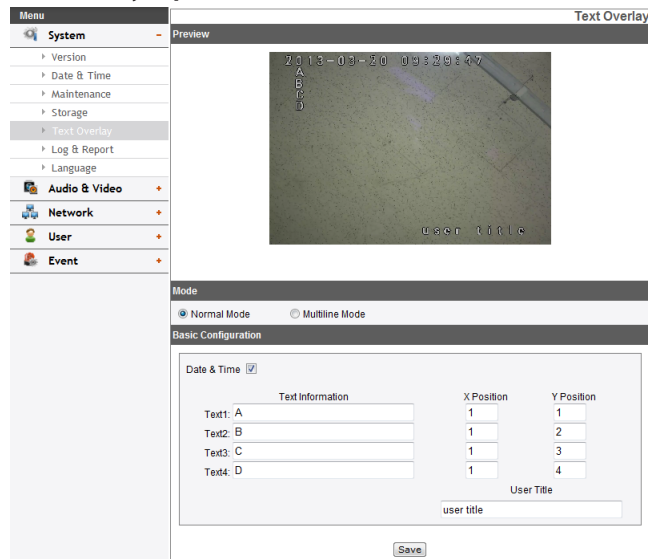 Menu
Text Overlay
System -
Preview
Version
Date & Time
Maintenance
Storage
Text Overlay
Log & Report
Language
Audio & Video +
Network +
User +
Event +
2013-03-20 09:29:47
A
B
C
D
user title
Mode
Normal Mode Multiline Mode
Basic Configuration
Date & Time
Text Information X Position Y Position
Text1: A 1 1
Text2: B 1 2
Text3: C 1 3
Text4: D 1 4
User Title
user title
Save